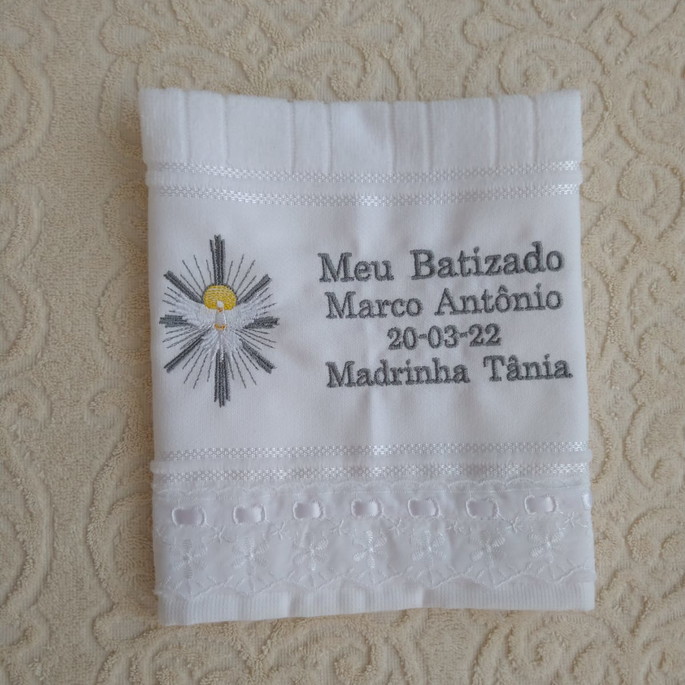 Meu Batizado
Marco Antônio
20-03-22
Madrinha Tânia